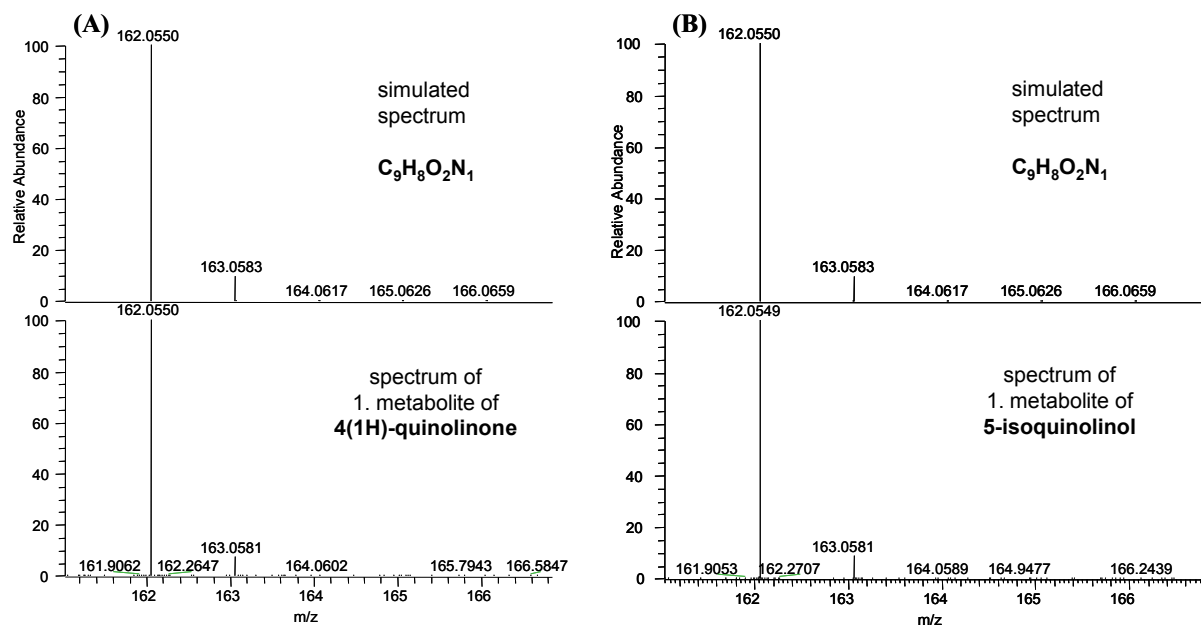 (A)
162.0550
100
80
60
40
20
0
Relative Abundance
simulated
spectrum
C₉H₈O₂N₁
163.0583
164.0617 165.0626 166.0659
162.0550
100
80
60
40
20
0
spectrum of
1. metabolite of
4(1H)-quinolinone
163.0581
161.9062 162.2647 164.0602 165.7943 166.5847
162 163 164 165 166
m/z
(B)
162.0550
100
80
60
40
20
0
Relative Abundance
simulated
spectrum
C₉H₈O₂N₁
163.0583
164.0617 165.0626 166.0659
162.0549
100
80
60
40
20
0
spectrum of
1. metabolite of
5-isoquinolinol
163.0581
161.9053 162.2707 164.0589 164.9477 166.2439
162 163 164 165 166
m/z